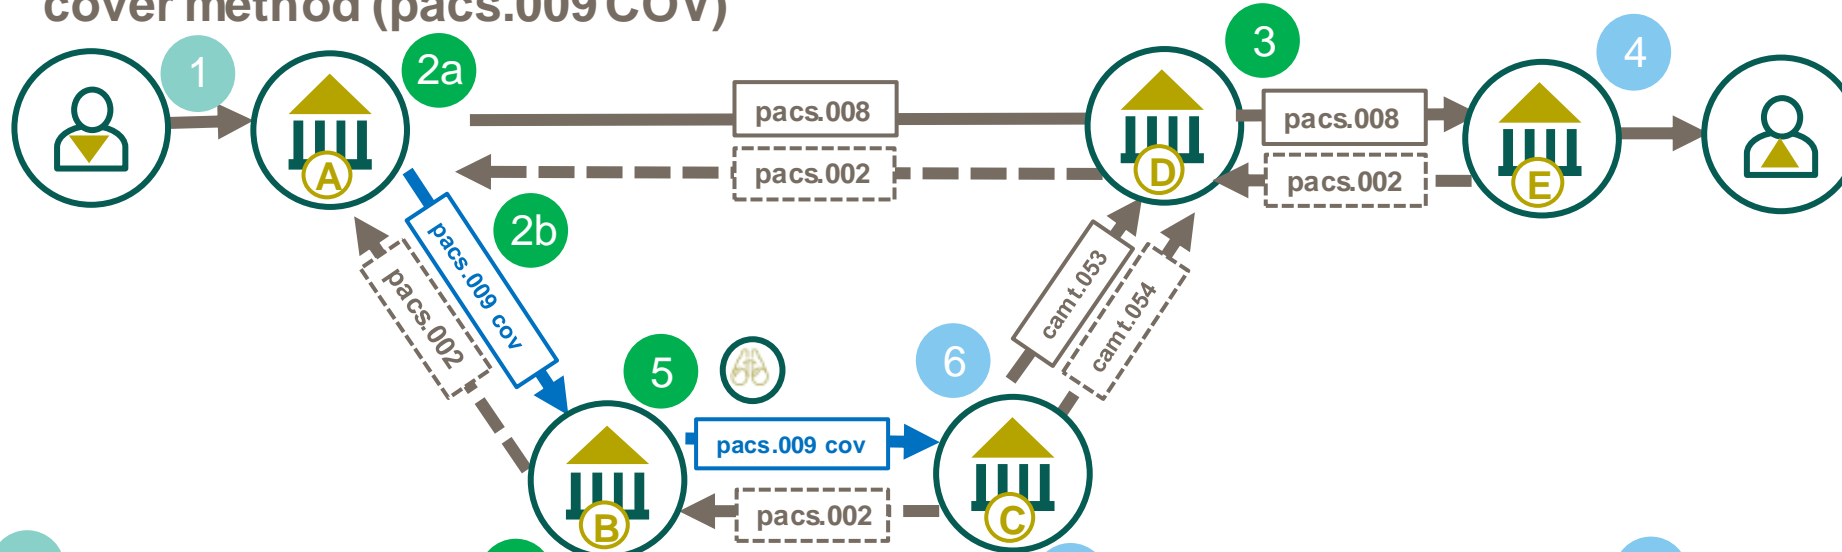 cover method (pacs.009 COV)
1
2a
3
4
pacs.008
pacs.008
A
pacs.002
D
pacs.002
E
2b
pacs.009 cov
pacs.002
camt.053
camt.054
5
6
pacs.009 cov
B
pacs.002
C